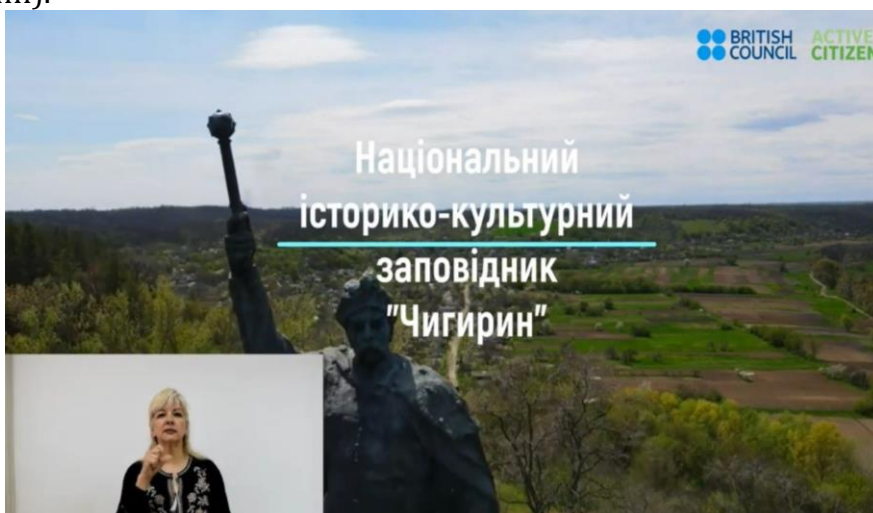 BRITISH COUNCIL
ACTIVE CITIZEN
Національний
історико-культурний
заповідник
"Чигирин"